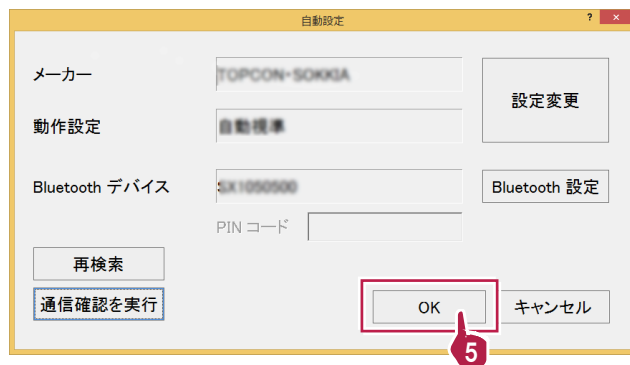 自動設定
? ×
メーカー
TOPCON・SOKKIA
設定変更
動作設定
自動視準
Bluetooth デバイス
SX1050500
Bluetooth 設定
PIN コード
再検索
通信確認を実行
OK
キャンセル
5